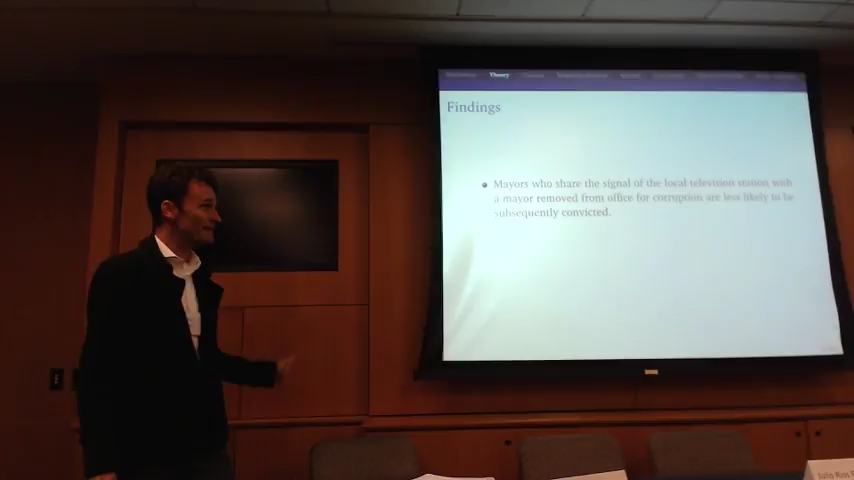 Theory
Findings
Mayors who share the signal of the local television station with
a mayor removed from office for corruption are less likely to be
subsequently convicted.